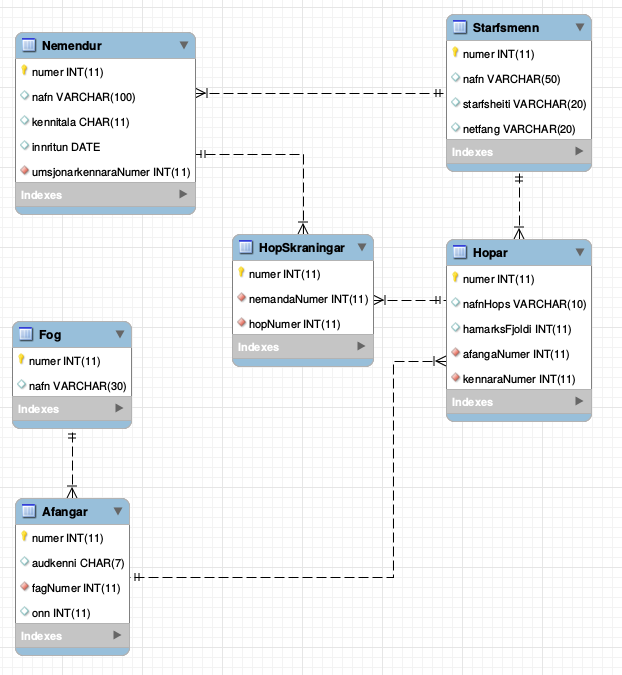 Nemendur
numer INT(11)
nafn VARCHAR(100)
kennitala CHAR(11)
innritun DATE
umsjonarkennaraNumer INT(11)
Indexes
Starfsmenn
numer INT(11)
nafn VARCHAR(50)
starfsheiti VARCHAR(20)
netfang VARCHAR(20)
Indexes
HopSkraningar
numer INT(11)
nemandaNumer INT(11)
hopNumer INT(11)
Indexes
Hopar
numer INT(11)
nafnHops VARCHAR(10)
hamarksFjoldi INT(11)
afangaNumer INT(11)
kennaraNumer INT(11)
Indexes
Fog
numer INT(11)
nafn VARCHAR(30)
Indexes
Afangar
numer INT(11)
audkenni CHAR(7)
fagNumer INT(11)
onn INT(11)
Indexes